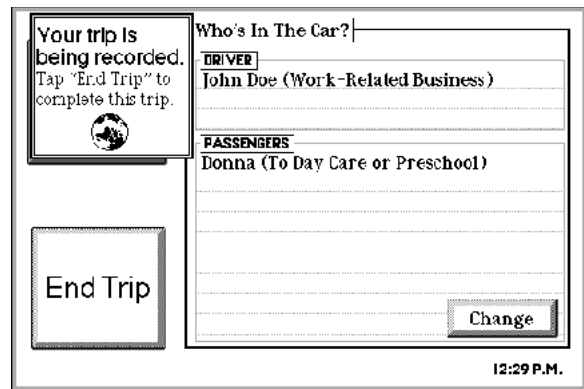 Your trip is
being recorded.
Tap "End Trip" to
complete this trip.
Who's In The Car?
DRIVER
John Doe (Work-Related Business)
PASSENGERS
Donna (To Day Care or Preschool)
End Trip
Change
12:29 P.M.